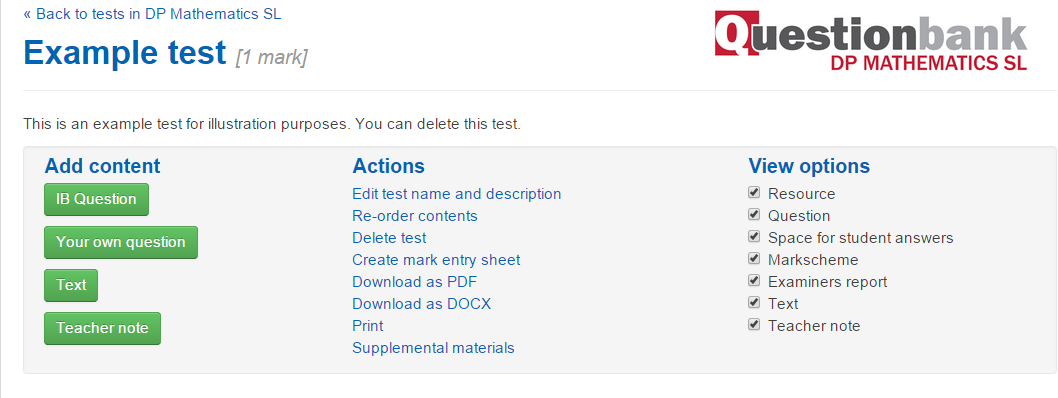 « Back to tests in DP Mathematics SL
Example test [1 mark]
Questionbank
DP MATHEMATICS SL
This is an example test for illustration purposes. You can delete this test.
Add content
IB Question
Your own question
Text
Teacher note
Actions
Edit test name and description
Re-order contents
Delete test
Create mark entry sheet
Download as PDF
Download as DOCX
Print
Supplemental materials
View options
Resource
Question
Space for student answers
Markscheme
Examiners report
Text
Teacher note